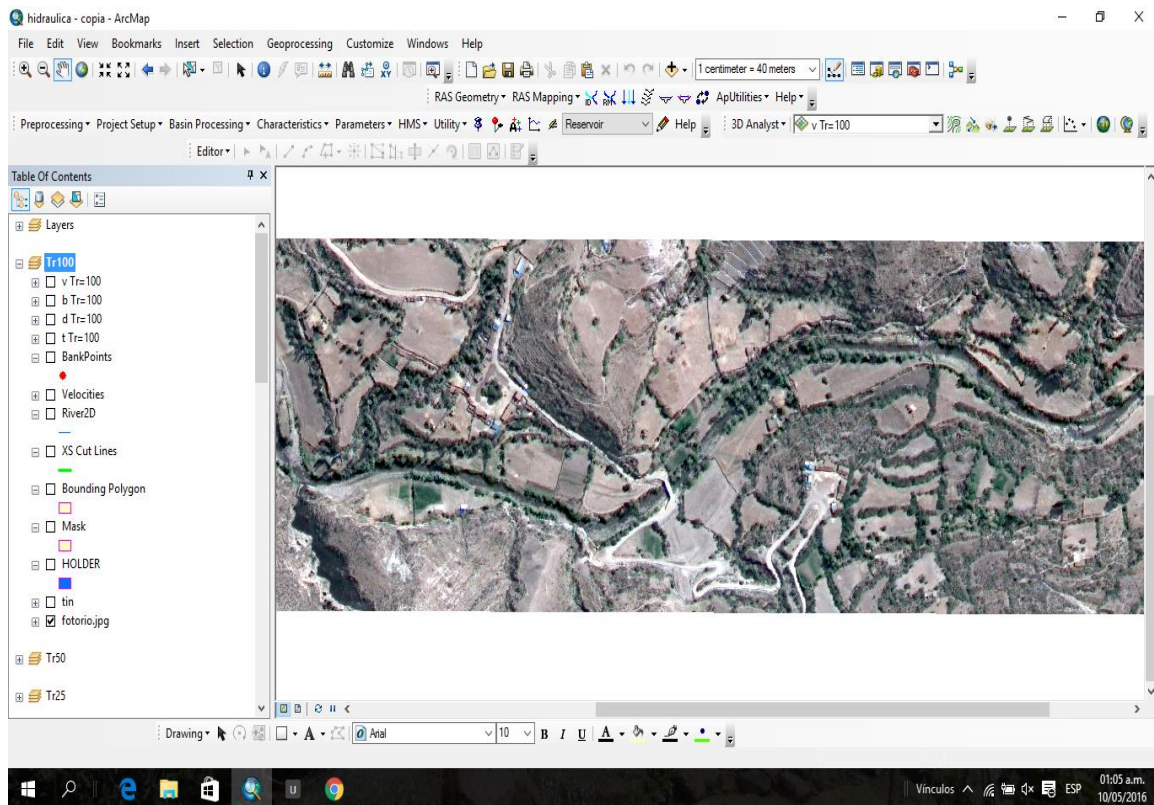 hidraulica - copia - ArcMap
File Edit View Bookmarks Insert Selection Geoprocessing Customize Windows Help
1 centimeter = 40 meters
RAS Geometry RAS Mapping ApUtilities Help
Preprocessing Project Setup Basin Processing Characteristics Parameters HMS Utility Reservoir Help 3D Analyst v Tr=100
Editor
Table Of Contents
Layers
Tr100
v Tr=100
b Tr=100
d Tr=100
t Tr=100
BankPoints
Velocities
River2D
XS Cut Lines
Bounding Polygon
Mask
HOLDER
tin
fotorio.jpg
Tr50
Tr25
Drawing A Arial 10 B I U A
Vínculos ESP 01:05 a.m.
10/05/2016